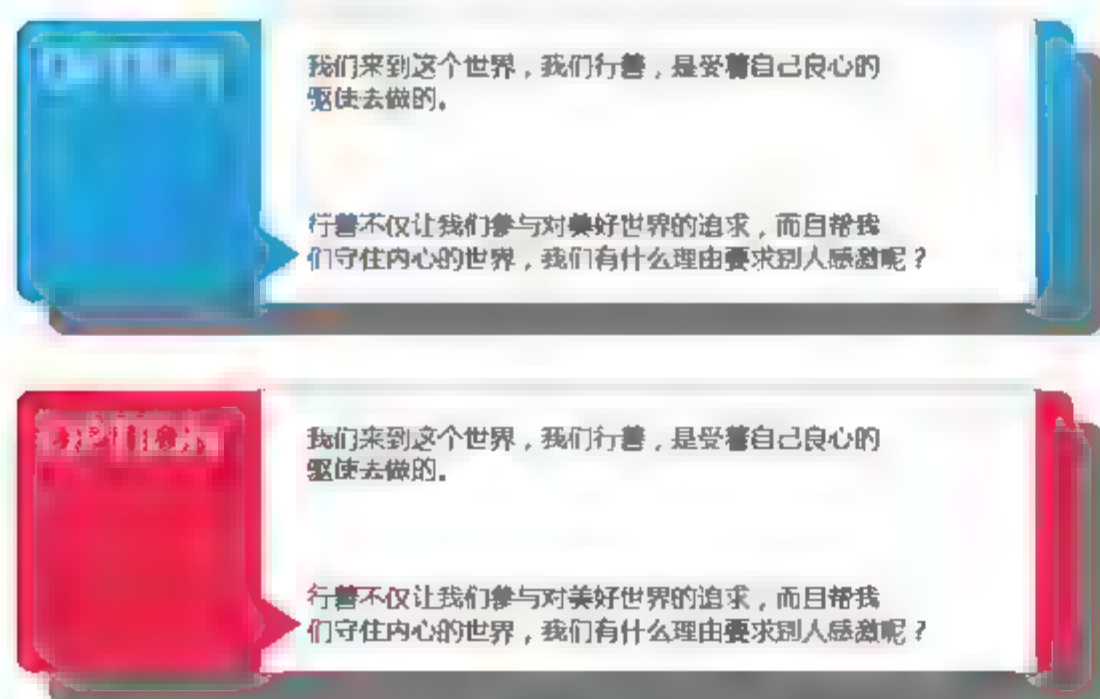 我们来到这个世界，我们行善，是受着自己良心的
驱使去做的。
行善不仅让我们参与对美好世界的追求，而且帮我
们守住内心的世界，我们有什么理由要求别人感激呢？
我们来到这个世界，我们行善，是受着自己良心的
驱使去做的。
行善不仅让我们参与对美好世界的追求，而且帮我
们守住内心的世界，我们有什么理由要求别人感激呢？